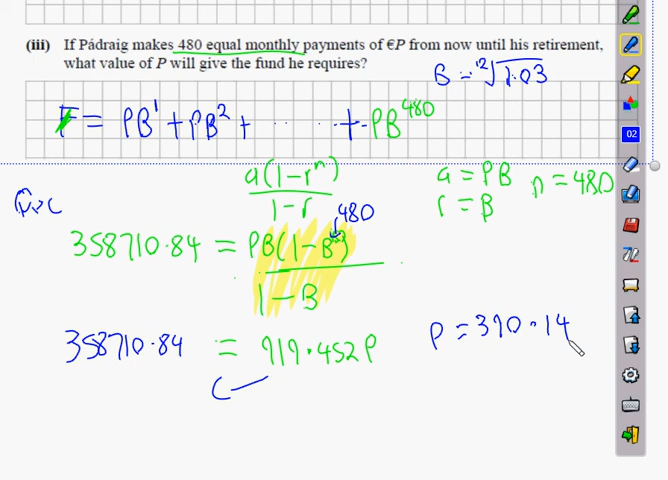 (iii) If Pádraig makes 480 equal monthly payments of €P from now until his retirement,
what value of P will give the fund he requires?
B = ¹²√1.03
F = PB¹ + PB² + ..... + PB⁴⁸⁰
a(1-rⁿ)
1-r
a = PB n = 480
r = B
480
358710.84 = PB(1-B
1-B
358710.84 = 919.452P
P = 390.14
02